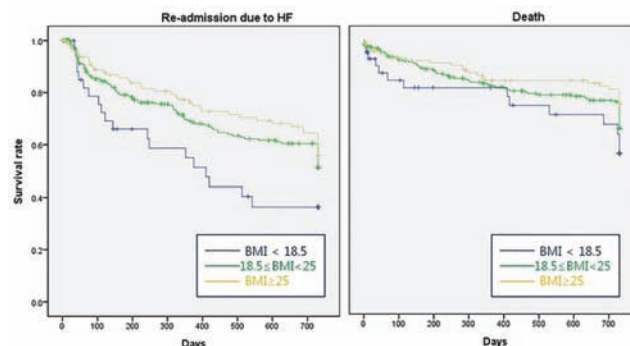 Re-admission due to HF
Survival rate
1.0
0.8
0.6
0.4
0.2
0.0
BMI < 18.5
18.5≤BMI<25
BMI≥25
0 100 200 300 400 500 600 700
Days
Death
BMI < 18.5
18.5≤BMI<25
BMI≥25
0 100 200 300 400 500 600 700
Days